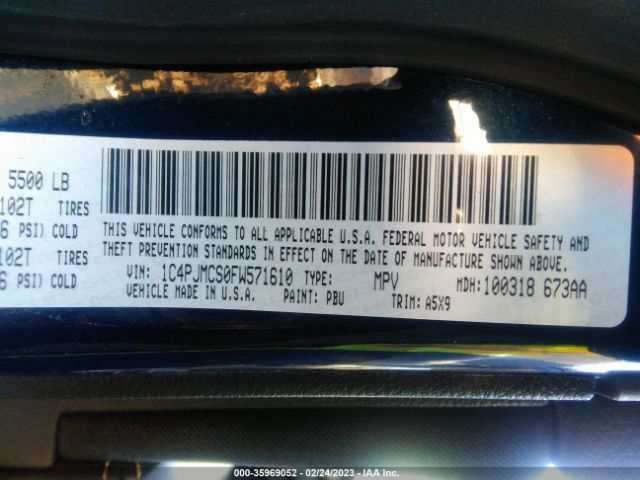 5500 LB
102T TIRES
6 PSI) COLD
102T TIRES
6 PSI) COLD
THIS VEHICLE CONFORMS TO ALL APPLICABLE U.S.A. FEDERAL MOTOR VEHICLE SAFETY AND
THEFT PREVENTION STANDARDS IN EFFECT ON THE DATE OF MANUFACTURE SHOWN ABOVE.
VIN: 1C4PJMCS0FW571610 TYPE: MPV MDH:100318 673AA
VEHICLE MADE IN U.S.A. PAINT: PBU TRIM: A5X9
000-35969052 - 02/24/2023 - IAAI.COM